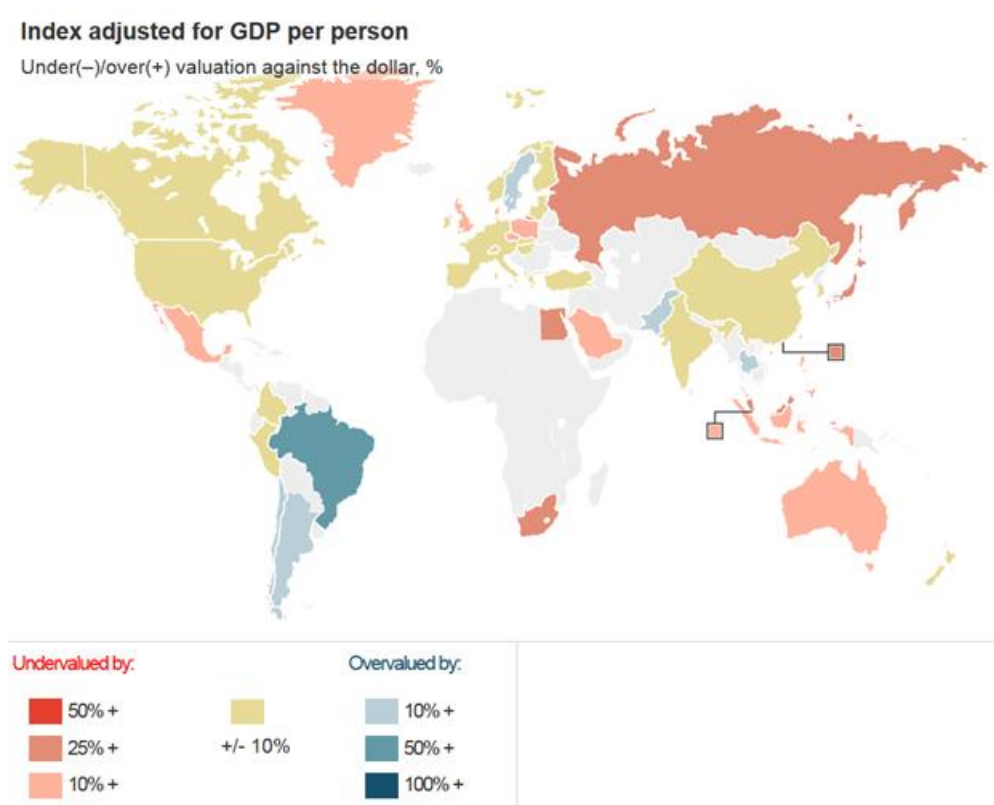 Index adjusted for GDP per person
Under(–)/over(+) valuation against the dollar, %
Undervalued by:
50% +
25% +
10% +
+/- 10%
Overvalued by:
10% +
50% +
100% +